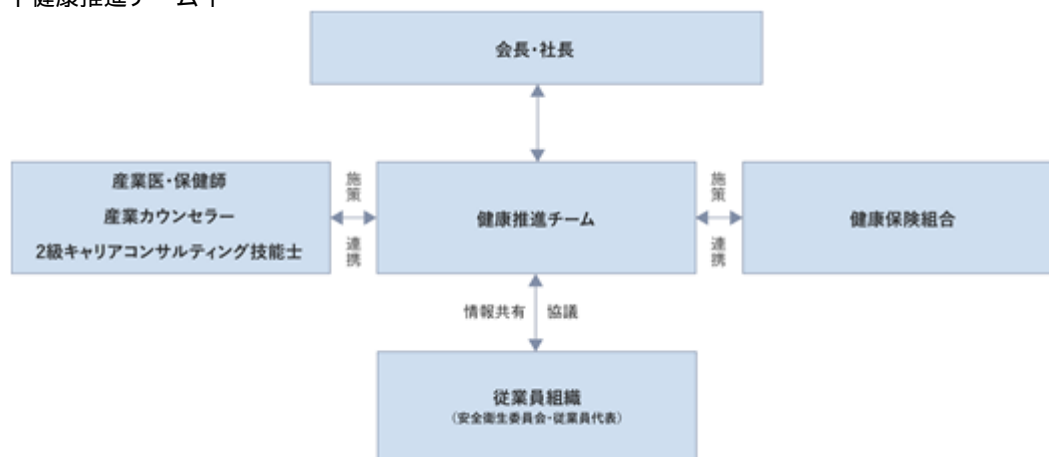 健康推進チーム
会長・社長
産業医・保健師
産業カウンセラー
2級キャリアコンサルティング技能士
施策
連携
健康推進チーム
施策
連携
健康保険組合
情報共有
協議
従業員組織
(安全衛生委員会・従業員代表)